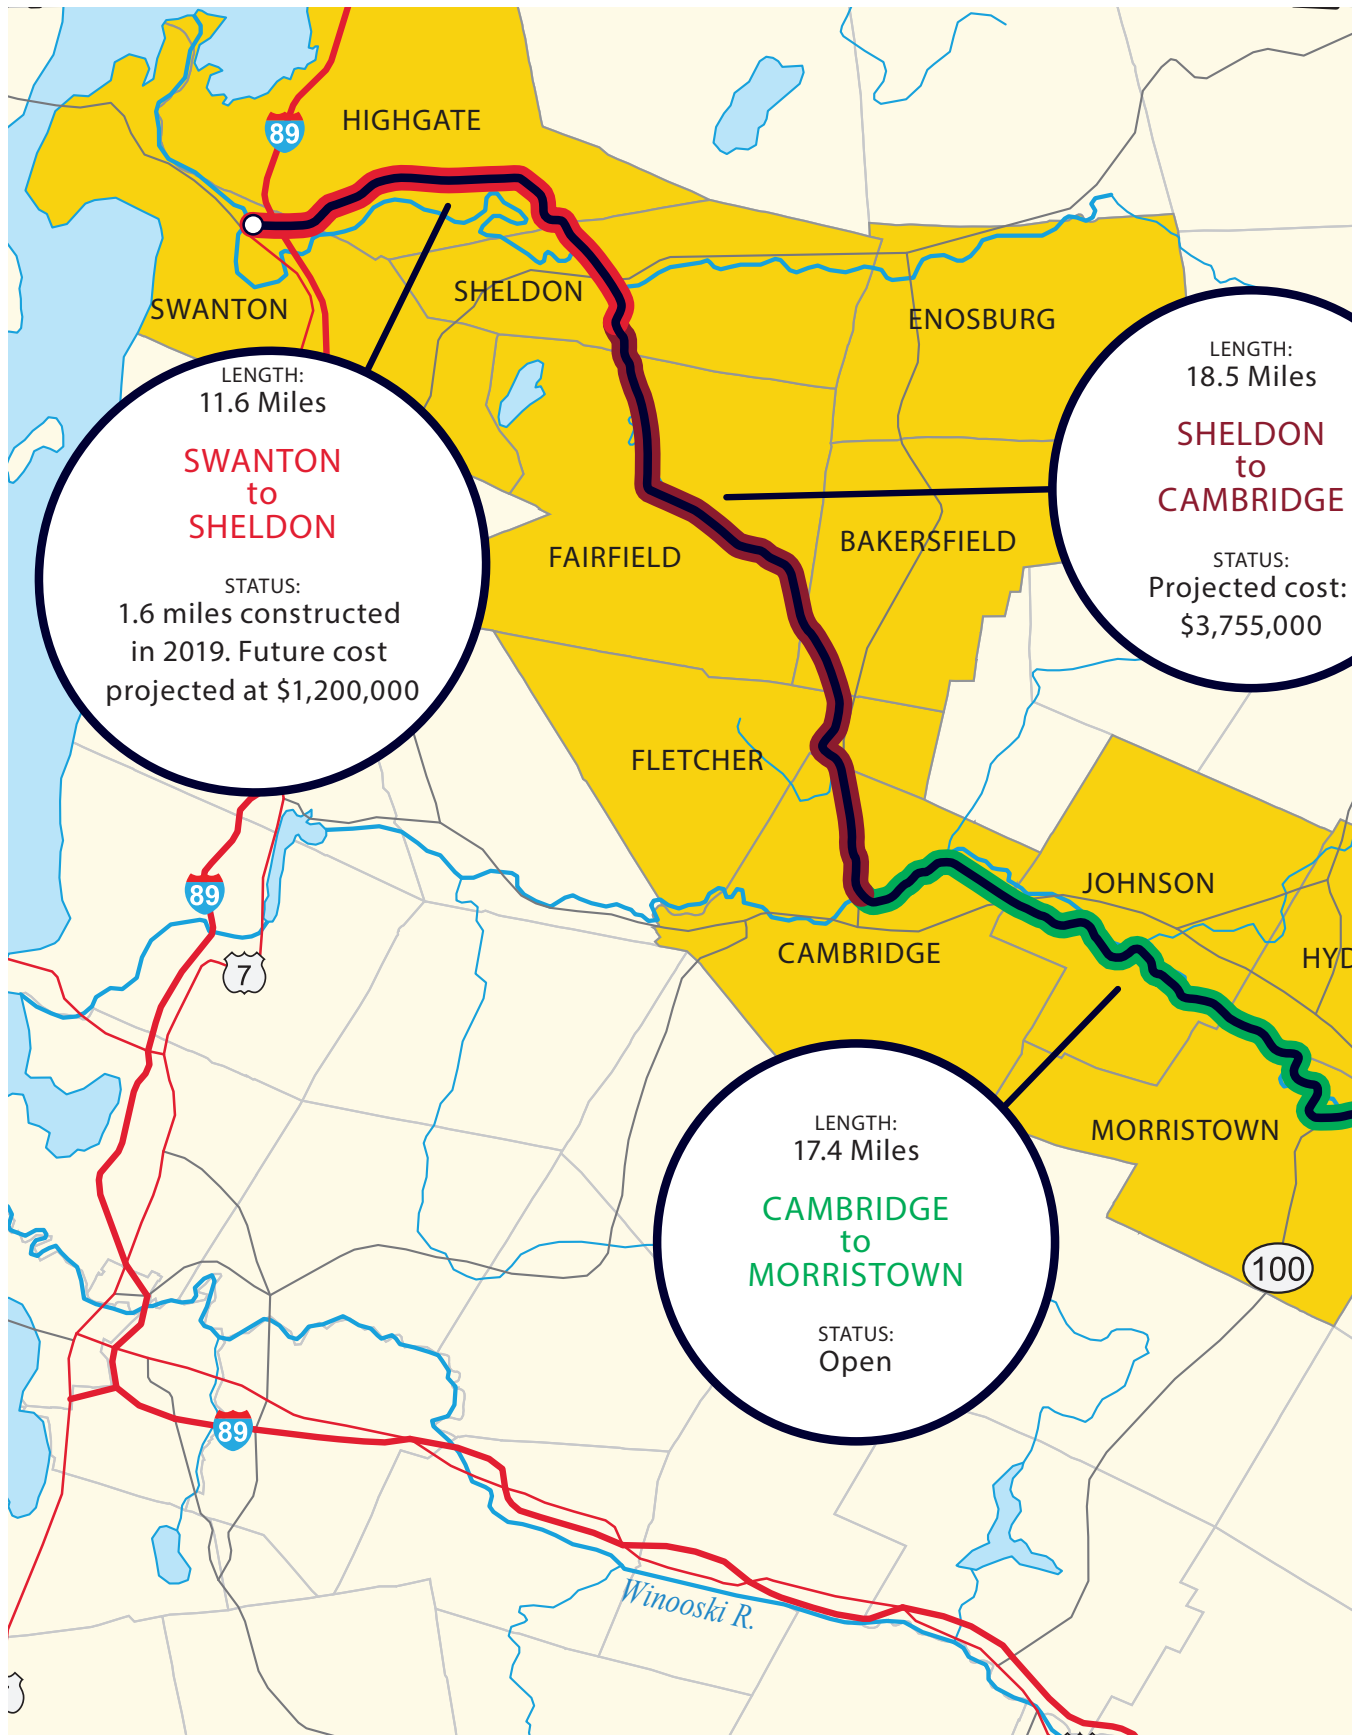 89
HIGHGATE
SWANTON
SHELDON
ENOSBURG
LENGTH:
11.6 Miles
SWANTON
to
SHELDON
STATUS:
1.6 miles constructed
in 2019. Future cost
projected at $1,200,000
LENGTH:
18.5 Miles
SHELDON
to
CAMBRIDGE
STATUS:
Projected cost:
$3,755,000
FAIRFIELD
BAKERSFIELD
FLETCHER
JOHNSON
89
7
CAMBRIDGE
HYD
MORRISTOWN
LENGTH:
17.4 Miles
CAMBRIDGE
to
MORRISTOWN
STATUS:
Open
100
89
Winooski R.